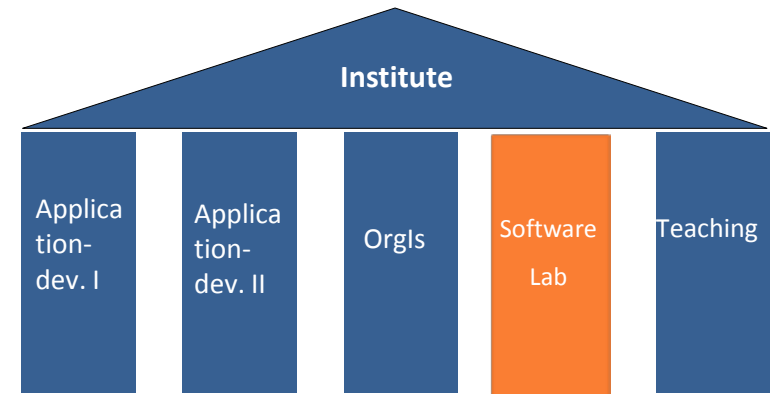 Institute
Applica
tion-
dev. I
Applica
tion-
dev. II
OrgIs
Software
Lab
Teaching